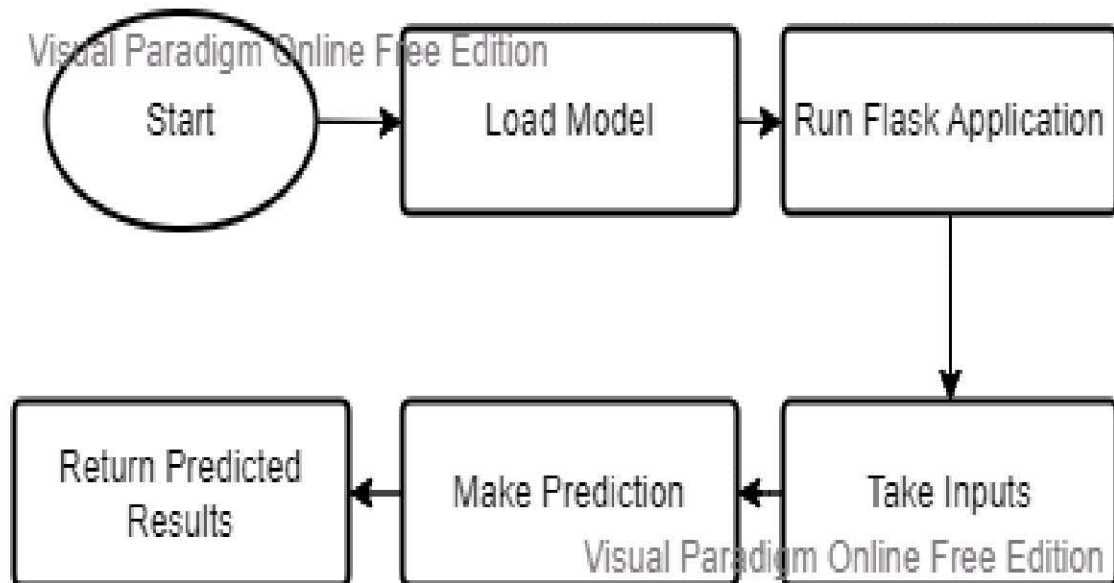 Visual Paradigm Online Free Edition
Start
Load Model
Run Flask Application
Take Inputs
Make Prediction
Return Predicted
Results
Visual Paradigm Online Free Edition